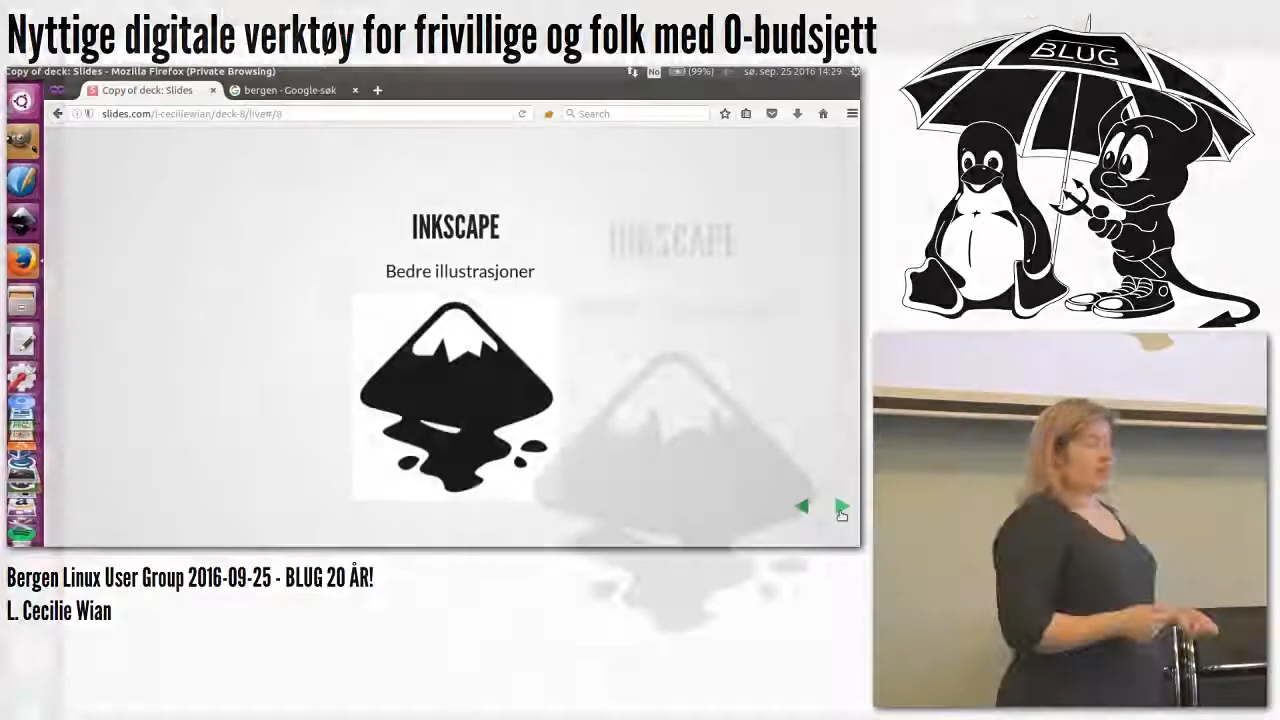 Nyttige digitale verktøy for frivillige og folk med 0-budsjett
BLUG
Copy of deck: Slides - Mozilla Firefox (Private Browsing)
No
(99%)
sø. sep. 25 2016 14:29
Copy of deck: Slides
bergen - Google-søk
slides.com/l-ceciliewian/deck-8/live#/8
Search
INKSCAPE
Bedre illustrasjoner
INKSCAPE
Bergen Linux User Group 2016-09-25 - BLUG 20 ÅR!
L. Cecilie Wian